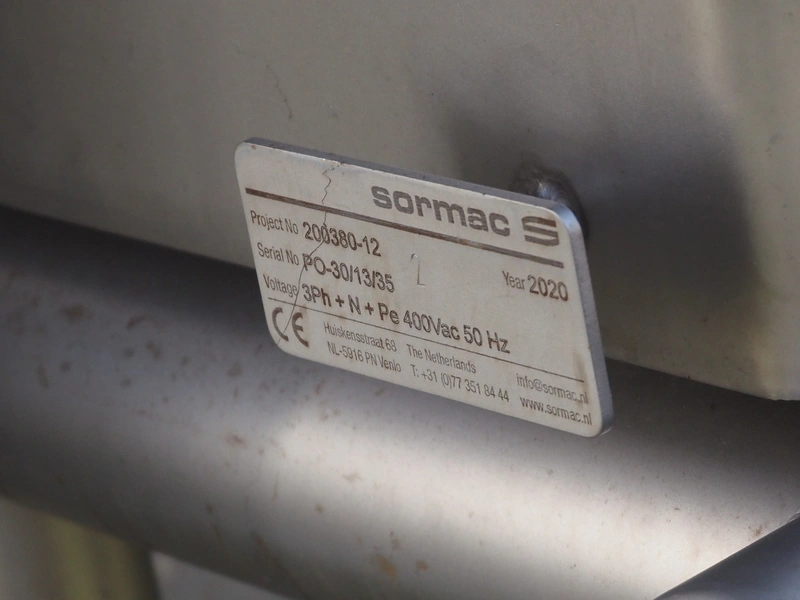 sormac S
Project No 200380-12
Serial No PO-30/13/35 Year 2020
Voltage 3Ph + N + Pe 400Vac 50 Hz
CE Huiskensstraat 68 The Netherlands info@sormac.nl
NL-5916 PN Venlo T: +31 (0)77 351 84 44 www.sormac.nl